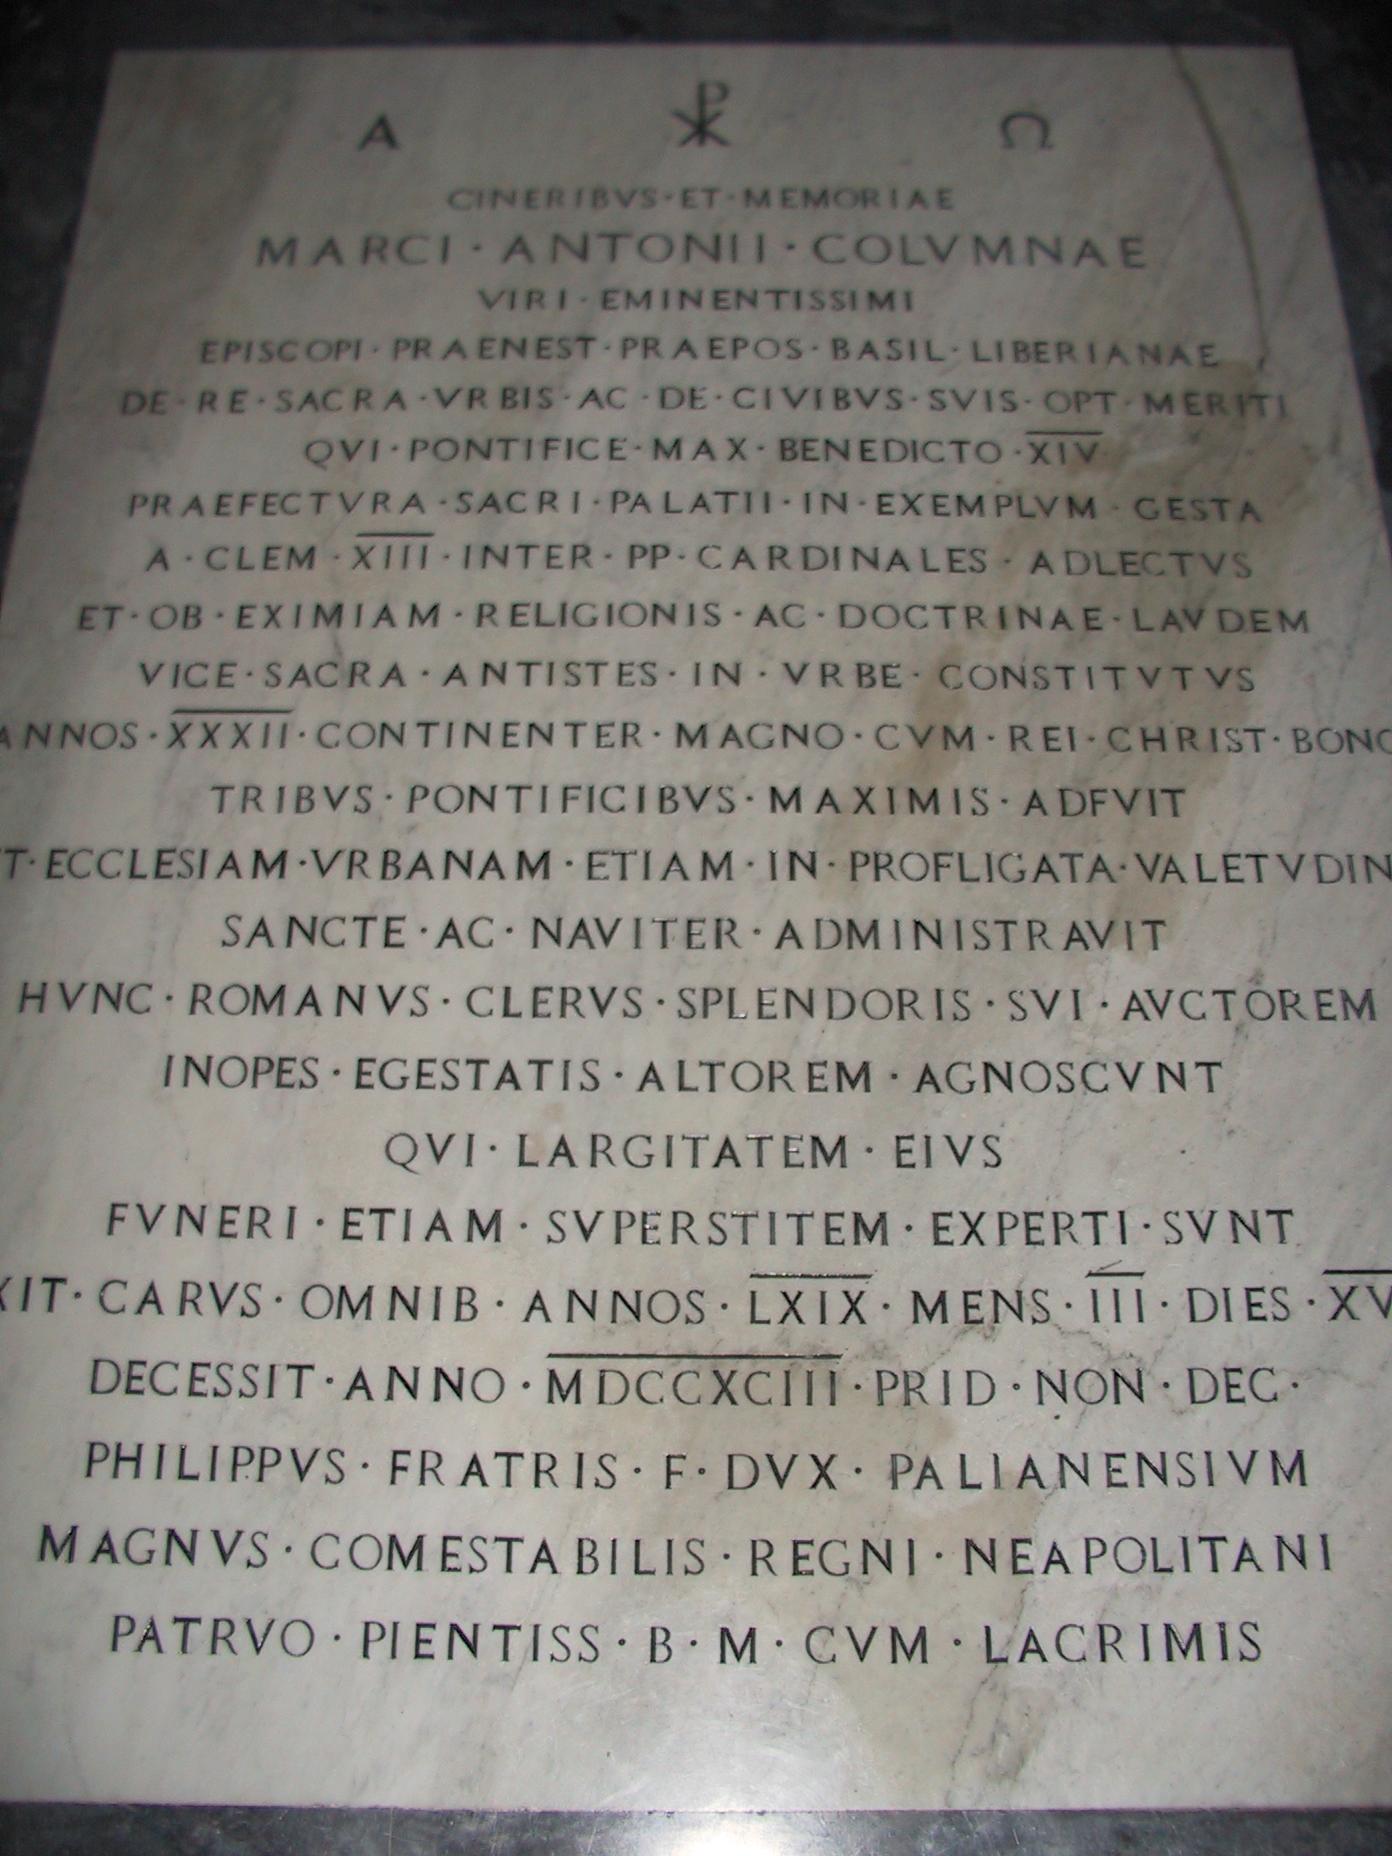 Α ☧ Ω
CINERIBVS·ET·MEMORIAE
MARCI·ANTONII·COLVMNAE
VIRI·EMINENTISSIMI
EPISCOPI·PRAENEST·PRAEPOS·BASIL·LIBERIANAE
DE·RE·SACRA·VRBIS·AC·DE·CIVIBVS·SVIS·OPT·MERITI
QVI·PONTIFICE·MAX·BENEDICTO·XIV
PRAEFECTVRA·SACRI·PALATII·IN·EXEMPLVM·GESTA
A·CLEM·XIII·INTER·PP·CARDINALES·ADLECTVS
ET·OB·EXIMIAM·RELIGIONIS·AC·DOCTRINAE·LAVDEM
VICE·SACRA·ANTISTES·IN·VRBE·CONSTITVTVS
ANNOS·XXXII·CONTINENTER·MAGNO·CVM·REI·CHRIST·BONO
TRIBVS·PONTIFICIBVS·MAXIMIS·ADFVIT
T·ECCLESIAM·VRBANAM·ETIAM·IN·PROFLIGATA·VALETVDIN
SANCTE·AC·NAVITER·ADMINISTRAVIT
HVNC·ROMANVS·CLERVS·SPLENDORIS·SVI·AVCTOREM
INOPES·EGESTATIS·ALTOREM·AGNOSCVNT
QVI·LARGITATEM·EIVS
FVNERI·ETIAM·SVPERSTITEM·EXPERTI·SVNT
XIT·CARVS·OMNIB·ANNOS·LXIX·MENS·III·DIES·XV
DECESSIT·ANNO·MDCCXCIII·PRID·NON·DEC·
PHILIPPVS·FRATRIS·F·DVX·PALIANENSIVM
MAGNVS·COMESTABILIS·REGNI·NEAPOLITANI
PATRVO·PIENTISS·B·M·CVM·LACRIMIS